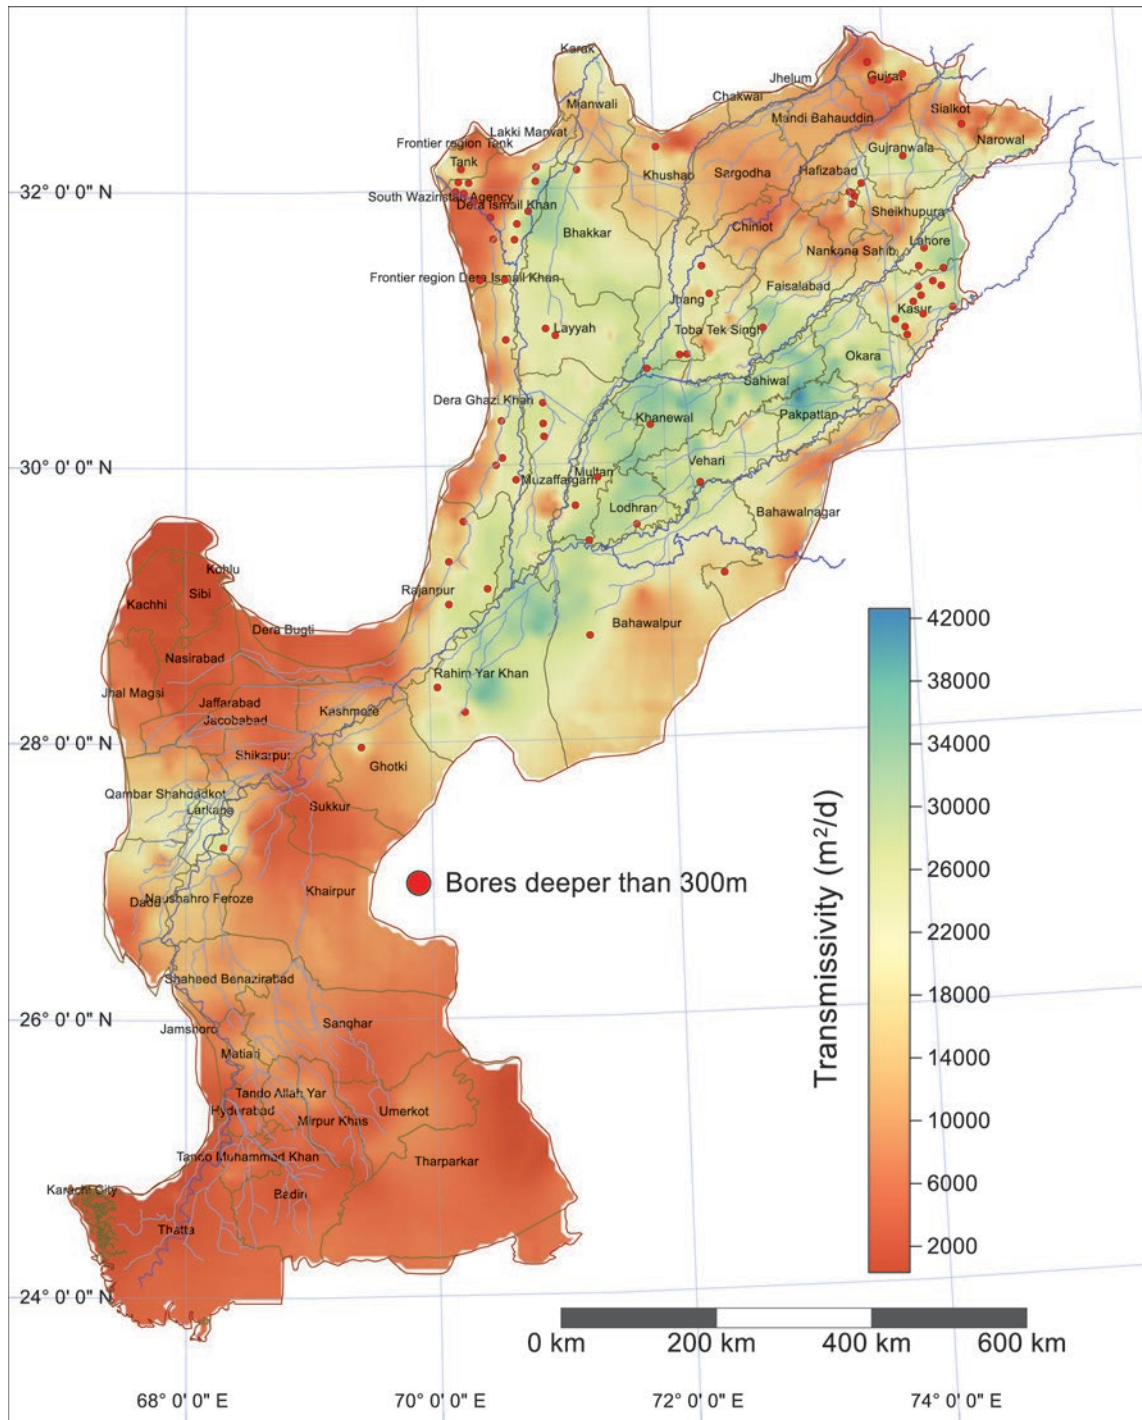 Karak
Jhelum
Gujrat
Chakwal
Mianwali
Sialkot
Mandi Bahauddin
Lakki Marwat
Narowal
Frontier region Tank
Gujranwala
Tank
Khushao
Sargodha
Hafizabad
32° 0' 0" N
South Waziristan Agency
Dera Ismail Khan
Sheikhupura
Bhakkar
Chiniot
Lahore
Nankana Sahib
Frontier region Dera Ismail Khan
Faisalabad
Jhang
Kasur
Layyah
Toba Tek Singh
Okara
Sahiwal
Dera Ghazi Khan
Khanewal
Pakpattan
30° 0' 0" N
Vehari
Multan
Muzaffargarh
Lodhran
Bahawalnagar
Kohlu
Rajanpur
Sibi
Kachhi
Dera Bugti
Bahawalpur
Nasirabad
Rahim Yar Khan
Jhal Magsi
Jaffarabad
Kashmore
Jacobabad
28° 0' 0" N
Shikarpur
Ghotki
Qambar Shahdadkot
Larkana
Sukkur
Bores deeper than 300m
Khairpur
Dadu
Naushahro Feroze
Shaheed Benazirabad
26° 0' 0" N
Sanghar
Jamshoro
Matiari
Tando Allah Yar
Hyderabad
Umerkot
Mirpur Khas
Tando Muhammad Khan
Tharparkar
Karachi City
Badin
Thatta
24° 0' 0" N
Transmissivity (m²/d)
42000
38000
34000
30000
26000
22000
18000
14000
10000
6000
2000
0 km
200 km
400 km
600 km
68° 0' 0" E
70° 0' 0" E
72° 0' 0" E
74° 0' 0" E